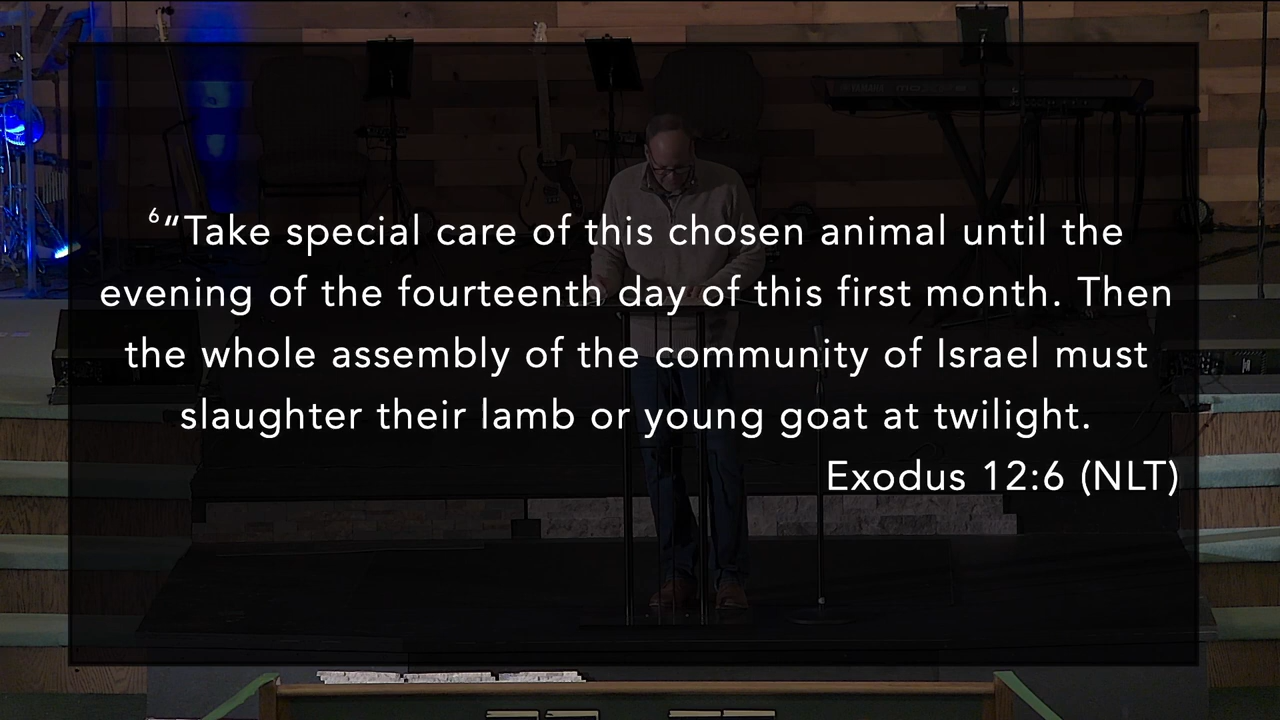 ⁶“Take special care of this chosen animal until the
evening of the fourteenth day of this first month. Then
the whole assembly of the community of Israel must
slaughter their lamb or young goat at twilight.
Exodus 12:6 (NLT)
YAMAHA